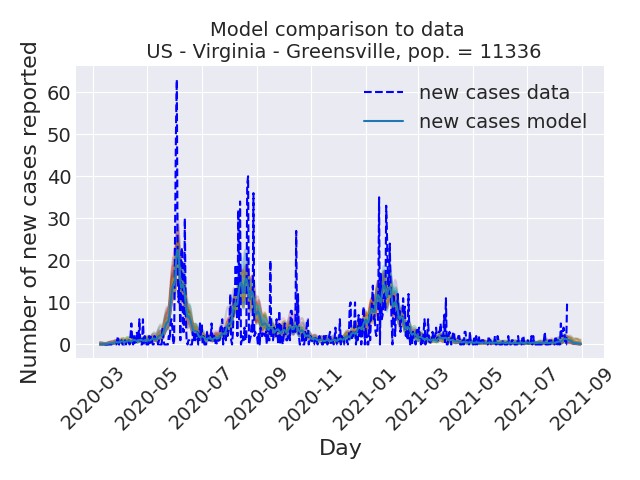 Model comparison to data
US - Virginia - Greensville, pop. = 11336
Number of new cases reported
60
50
40
30
20
10
0
new cases data
new cases model
2020-03
2020-05
2020-07
2020-09
2020-11
2021-01
2021-03
2021-05
2021-07
2021-09
Day